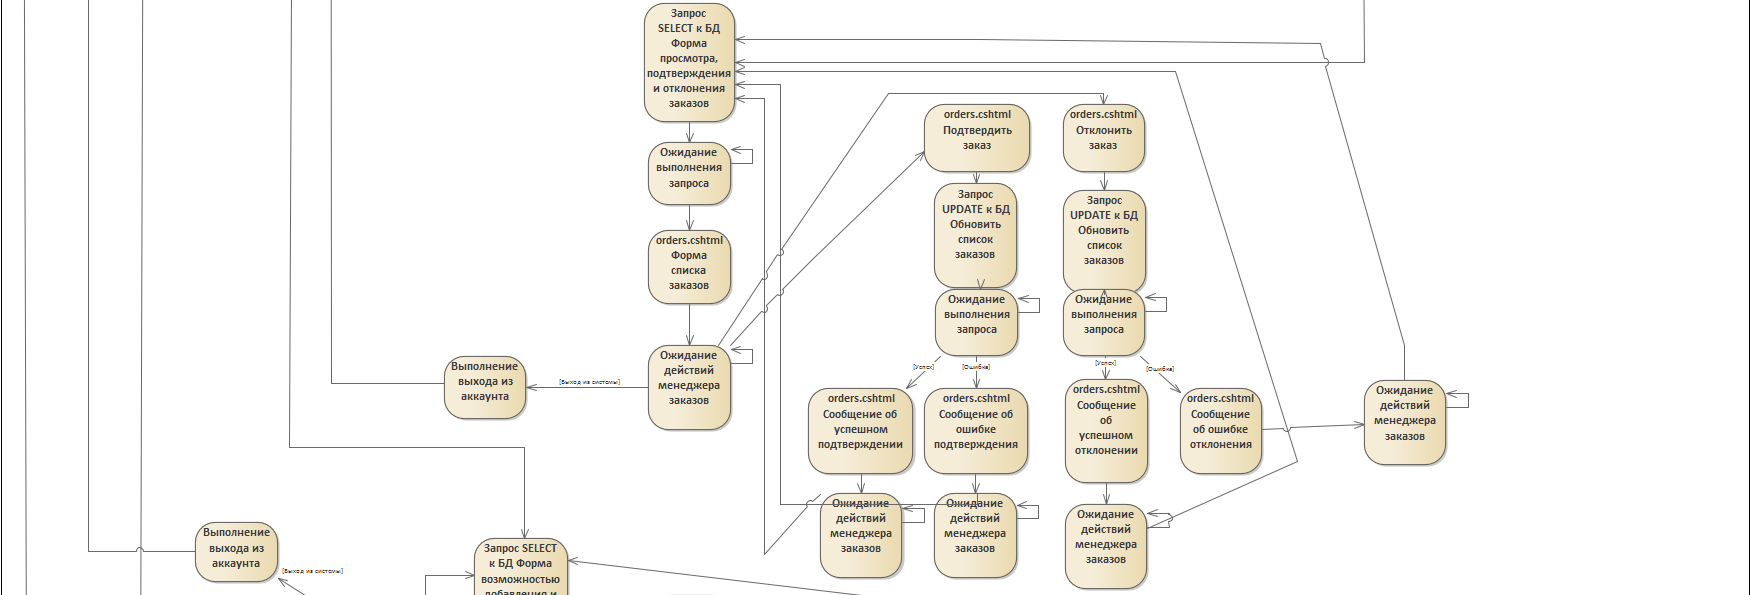 Запрос
SELECT к БД
Форма
просмотра,
подтверждения
и отклонения
заказов
Ожидание
выполнения
запроса
orders.cshtml
Форма
списка
заказов
Ожидание
действий
менеджера
заказов
[Выход из системы]
Выполнение
выхода из
аккаунта
orders.cshtml
Подтвердить
заказ
Запрос
UPDATE к БД
Обновить
список
заказов
Ожидание
выполнения
запроса
[Успех]
[Ошибка]
orders.cshtml
Сообщение об
успешном
подтверждении
orders.cshtml
Сообщение об
ошибке
подтверждения
Ожидание
действий
менеджера
заказов
Ожидание
действий
менеджера
заказов
orders.cshtml
Отклонить
заказ
Запрос
UPDATE к БД
Обновить
список
заказов
Ожидание
выполнения
запроса
[Успех]
[Ошибка]
orders.cshtml
Сообщение
об
успешном
отклонении
orders.cshtml
Сообщение
об ошибке
отклонения
Ожидание
действий
менеджера
заказов
Ожидание
действий
менеджера
заказов
Выполнение
выхода из
аккаунта
[Выход из системы]
Запрос SELECT
к БД Форма
возможностью
добавления и